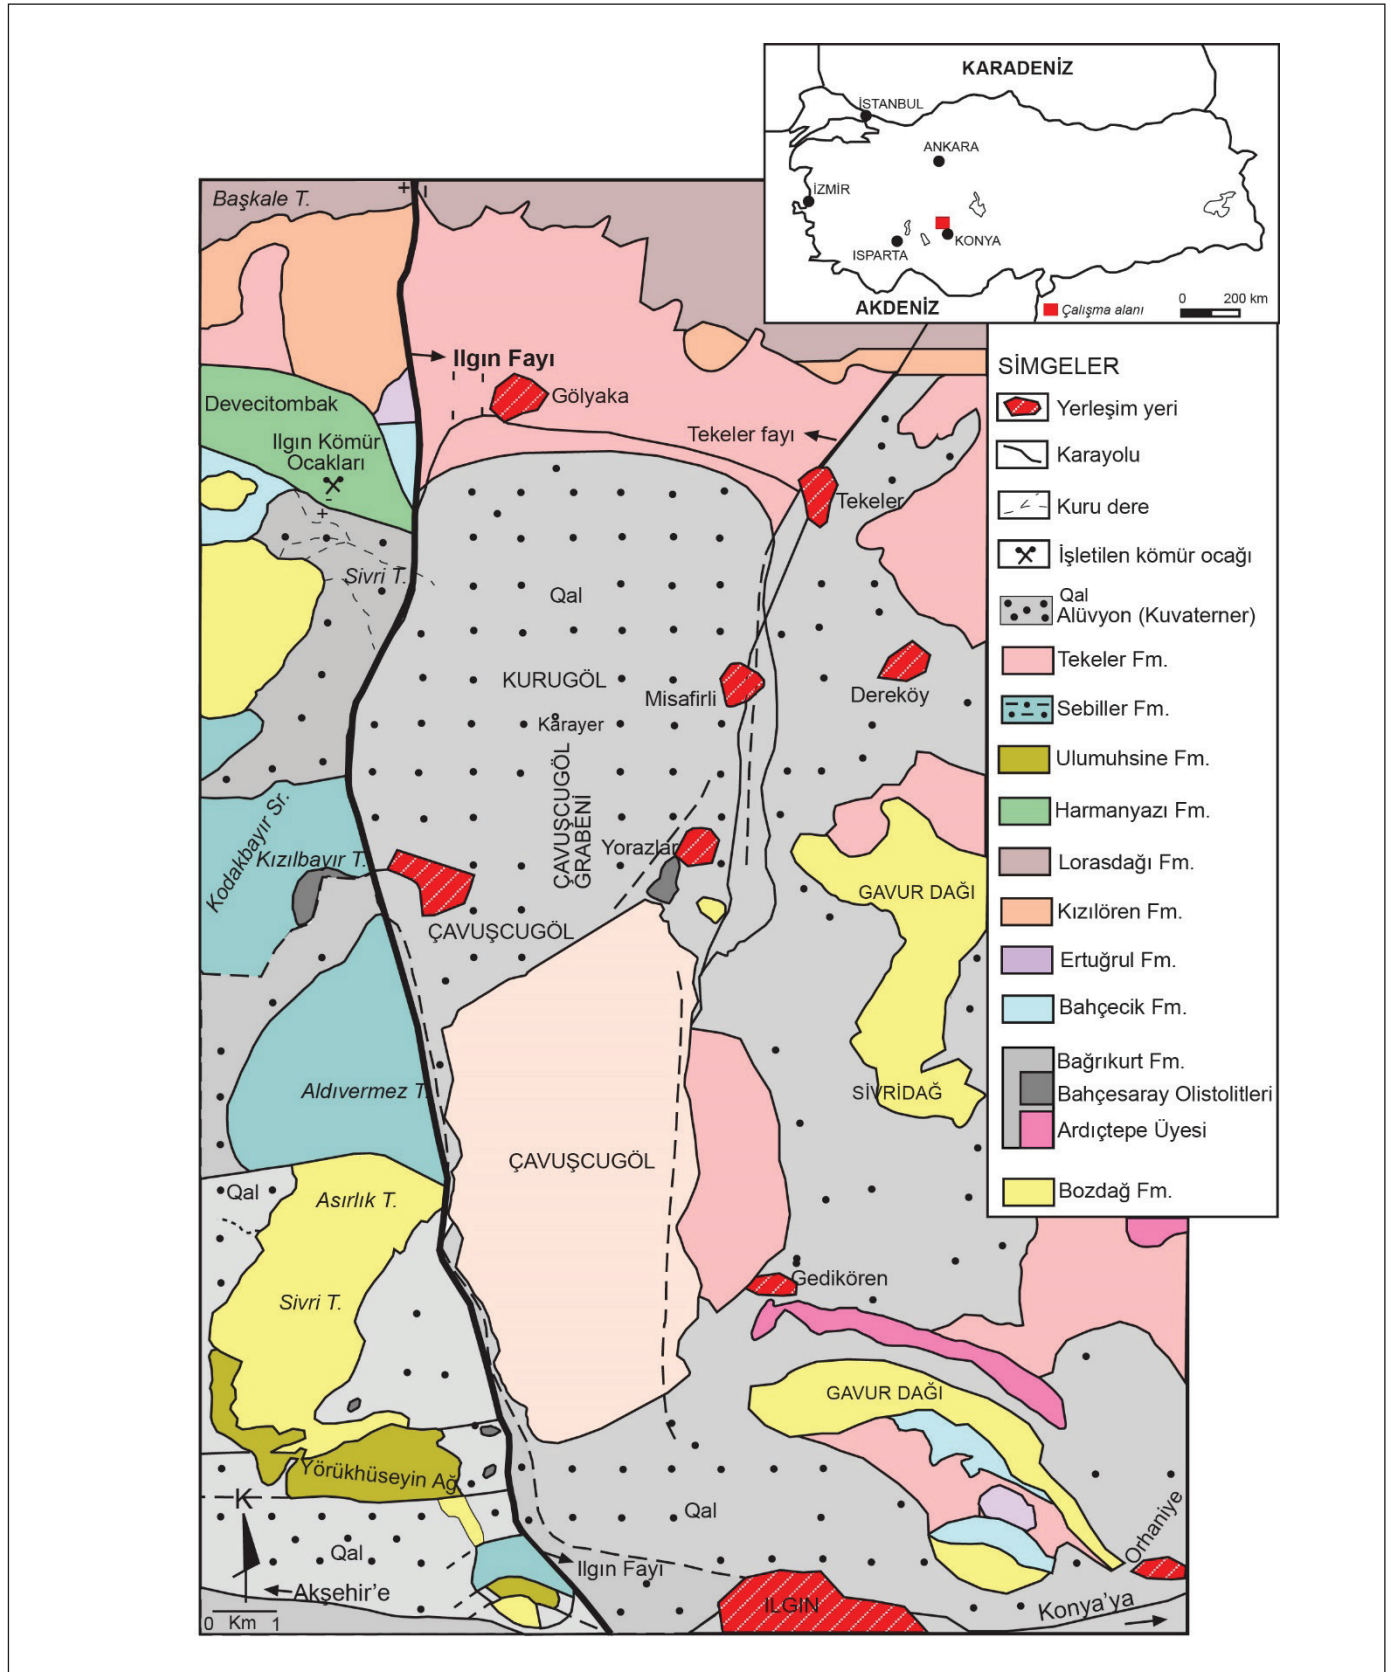 KARADENİZ
İSTANBUL
ANKARA
İZMİR
KONYA
ISPARTA
AKDENİZ
0 200 km
Çalışma alanı
Başkale T.
+
Ilgın Fayı
Gölyaka
Devecitombak
Ilgın Kömür
Ocakları
-
+
Tekeler fayı
Tekeler
Sivri T.
Qal
KURUGÖL
Misafirli
Dereköy
Karayer
ÇAVUŞCUGÖL
GRABENİ
Kodakbayır Sr.
Kızılbayır T.
Yorazlar
GAVUR DAĞI
ÇAVUŞCUGÖL
Aldıvermez T.
SİVRİDAĞ
ÇAVUŞCUGÖL
Qal
Asırlık T.
Sivri T.
Gedikören
GAVUR DAĞI
Yörükhüseyin Ağ
K
Qal
Qal
Orhaniye
Ilgın Fayı
Akşehir'e
ILGIN
Konya'ya
0 Km 1
SİMGELER
Yerleşim yeri
Karayolu
Kuru dere
İşletilen kömür ocağı
Qal
Alüvyon (Kuvaterner)
Tekeler Fm.
Sebiller Fm.
Ulumuhsine Fm.
Harmanyazı Fm.
Lorasdağı Fm.
Kızılören Fm.
Ertuğrul Fm.
Bahçecik Fm.
Bağrıkurt Fm.
Bahçesaray Olistolitleri
Ardıçtepe Üyesi
Bozdağ Fm.